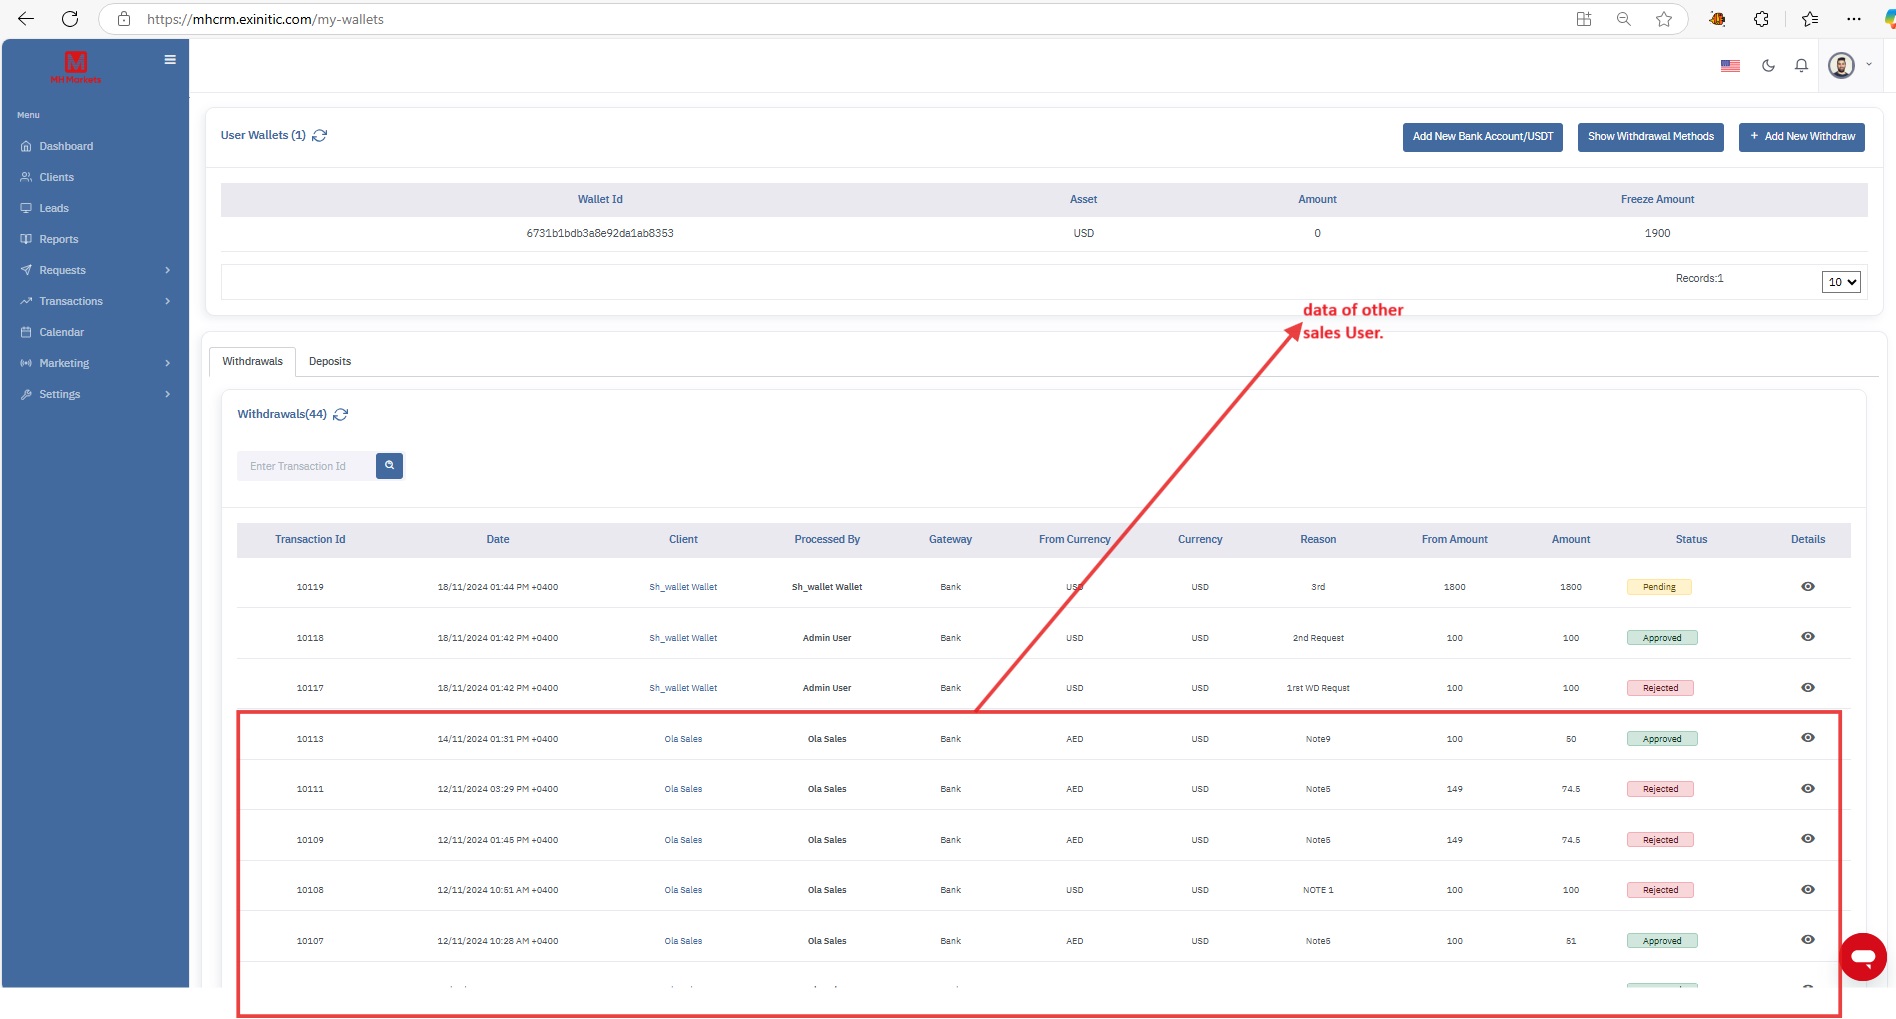 https://mhcrm.exinitic.com/my-wallets
M
MH Markets
Menu
Dashboard
Clients
Leads
Reports
Requests
Transactions
Calendar
Marketing
Settings
User Wallets (1)
Add New Bank Account/USDT
Show Withdrawal Methods
+ Add New Withdraw
Wallet Id Asset Amount Freeze Amount
6731b1bdb3a8e92da1ab8353 USD 0 1900
Records:1
10
data of other
sales User.
Withdrawals Deposits
Withdrawals(44)
Enter Transaction Id
Transaction Id Date Client Processed By Gateway From Currency Currency Reason From Amount Amount Status Details
10119 18/11/2024 01:44 PM +0400 Sh_wallet Wallet Sh_wallet Wallet Bank USD USD 3rd 1800 1800 Pending
10118 18/11/2024 01:42 PM +0400 Sh_wallet Wallet Admin User Bank USD USD 2nd Request 100 100 Approved
10117 18/11/2024 01:42 PM +0400 Sh_wallet Wallet Admin User Bank USD USD 1rst WD Requst 100 100 Rejected
10113 14/11/2024 01:31 PM +0400 Ola Sales Ola Sales Bank AED USD Note9 100 50 Approved
10111 12/11/2024 03:29 PM +0400 Ola Sales Ola Sales Bank AED USD Note5 149 74.5 Rejected
10109 12/11/2024 01:45 PM +0400 Ola Sales Ola Sales Bank AED USD Note5 149 74.5 Rejected
10108 12/11/2024 10:51 AM +0400 Ola Sales Ola Sales Bank USD USD NOTE 1 100 100 Rejected
10107 12/11/2024 10:28 AM +0400 Ola Sales Ola Sales Bank AED USD Note5 100 51 Approved